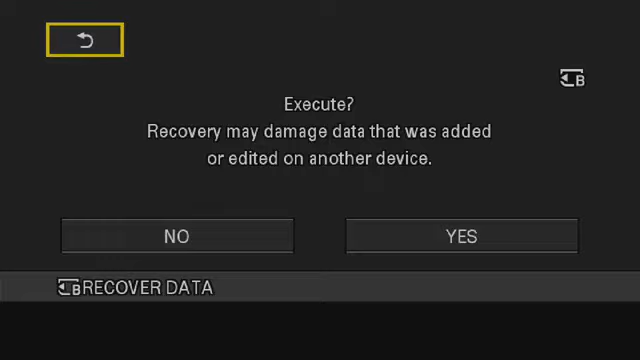 B
Execute?
Recovery may damage data that was added
or edited on another device.
NO
YES
B RECOVER DATA